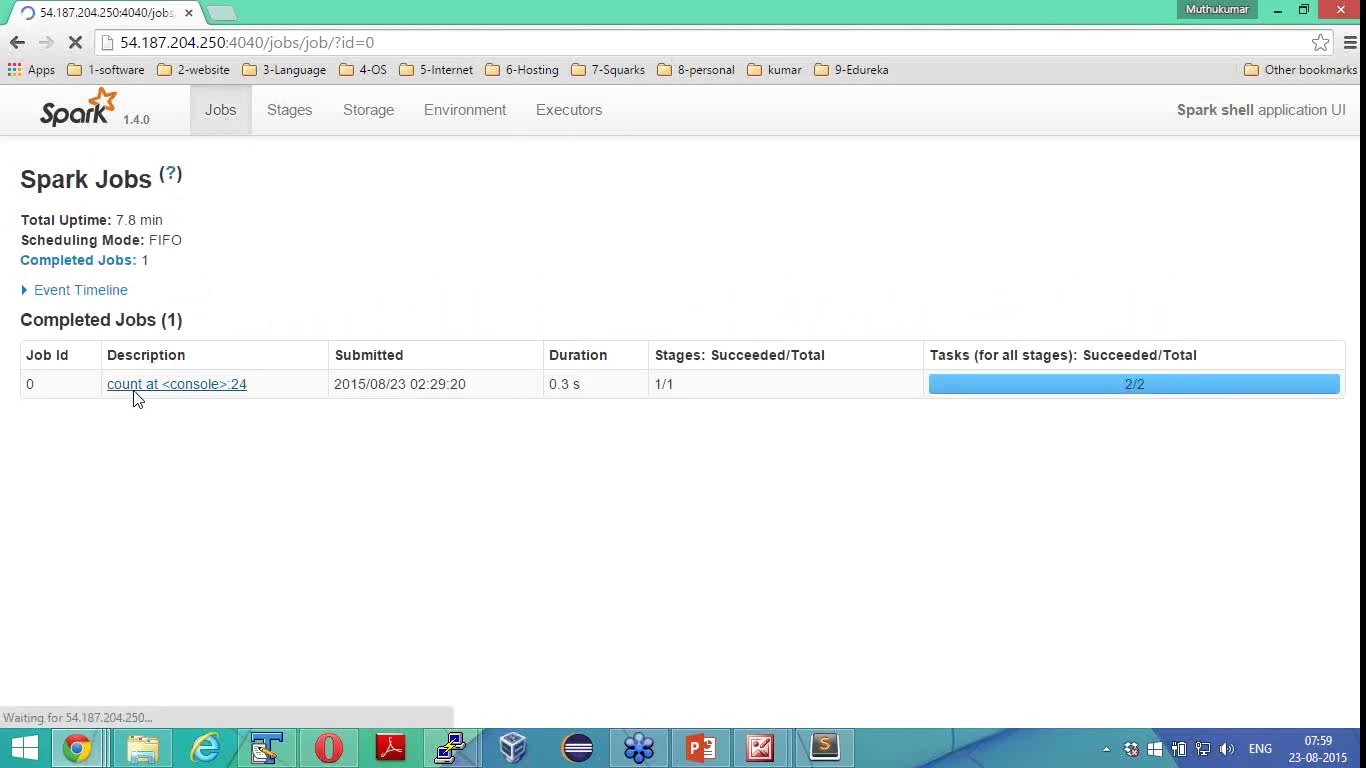 54.187.204.250:4040/jobs
Muthukumar
54.187.204.250:4040/jobs/job/?id=0
Apps 1-software 2-website 3-Language 4-OS 5-Internet 6-Hosting 7-Squarks 8-personal kumar 9-Edureka Other bookmarks
Spark 1.4.0 Jobs Stages Storage Environment Executors Spark shell application UI
Spark Jobs (?)
Total Uptime: 7.8 min
Scheduling Mode: FIFO
Completed Jobs: 1
Event Timeline
Completed Jobs (1)
Job Id Description Submitted Duration Stages: Succeeded/Total Tasks (for all stages): Succeeded/Total
0 count at <console>:24 2015/08/23 02:29:20 0.3 s 1/1 2/2
Waiting for 54.187.204.250...
ENG 07:59
23-08-2015